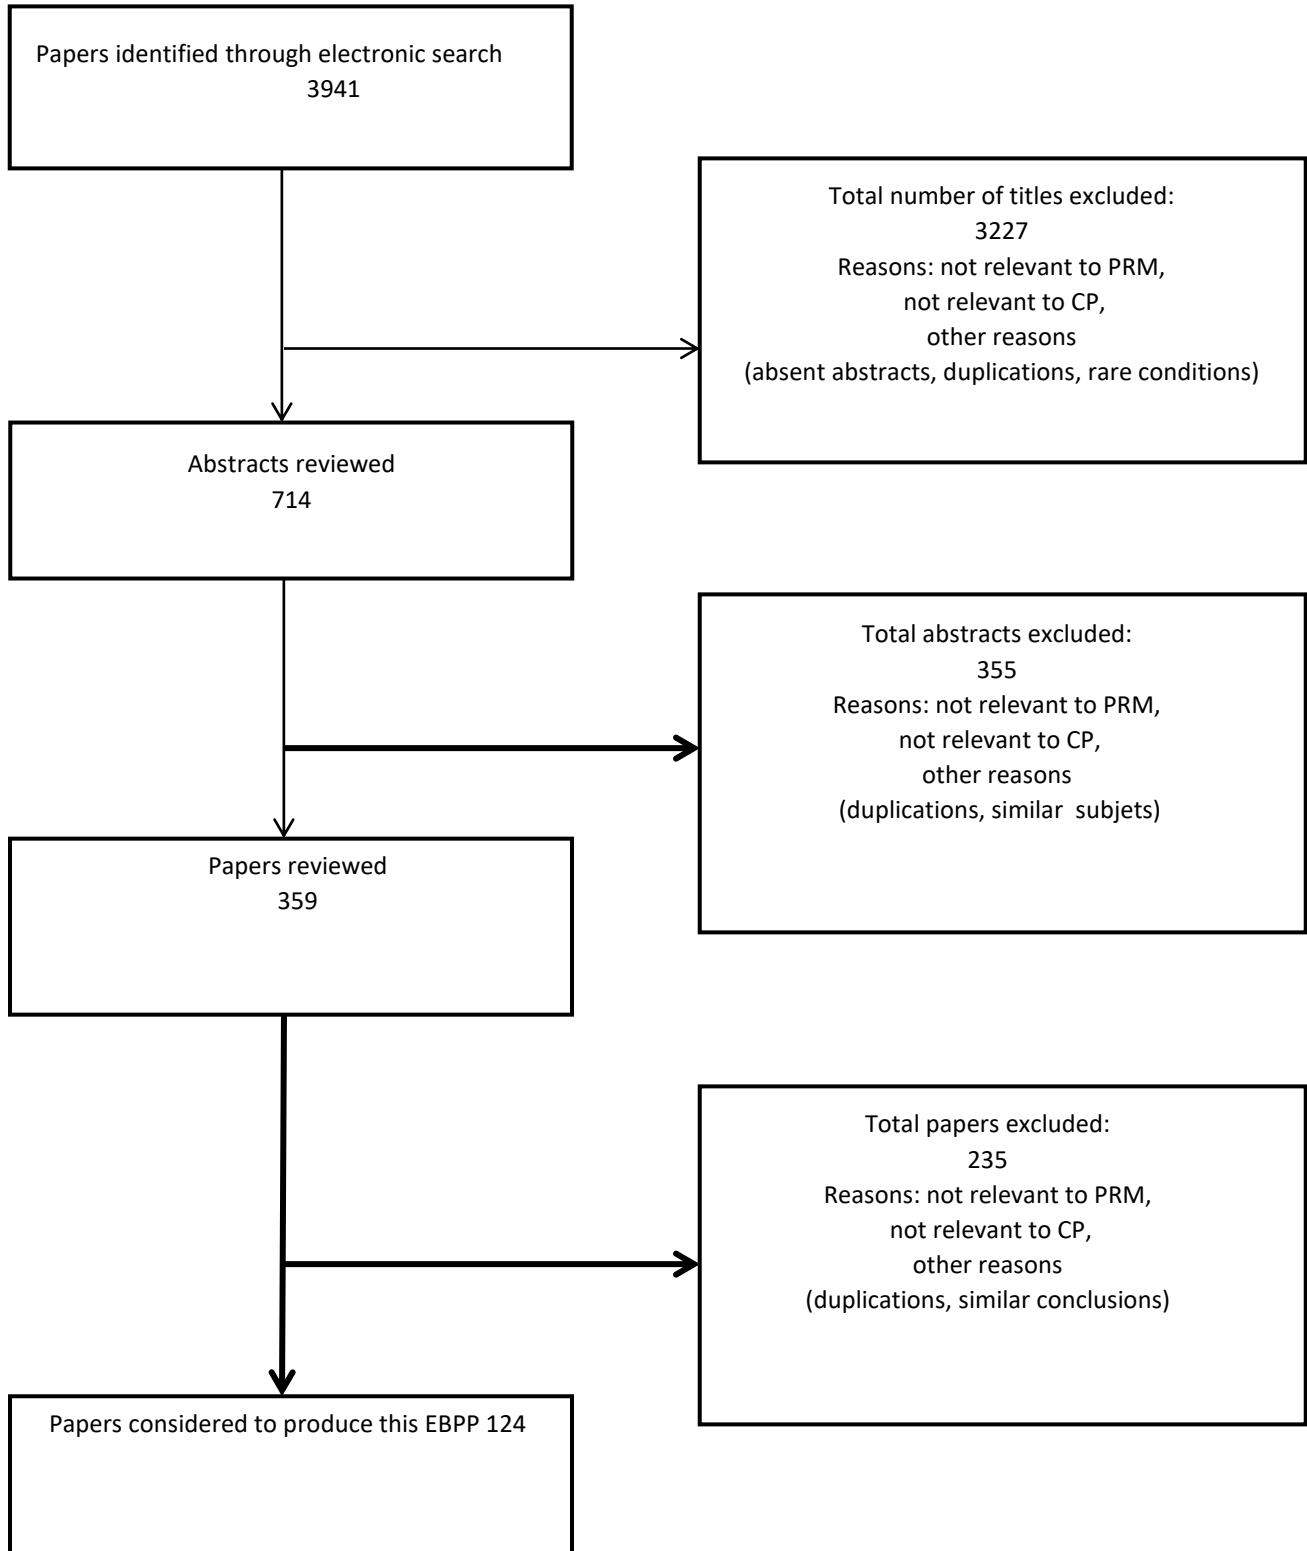 Papers identified through electronic search
3941
Total number of titles excluded:
3227
Reasons: not relevant to PRM,
not relevant to CP,
other reasons
(absent abstracts, duplications, rare conditions)
Abstracts reviewed
714
Total abstracts excluded:
355
Reasons: not relevant to PRM,
not relevant to CP,
other reasons
(duplications, similar  subjets)
Papers reviewed
359
Total papers excluded:
235
Reasons: not relevant to PRM,
not relevant to CP,
other reasons
(duplications, similar conclusions)
Papers considered to produce this EBPP 124